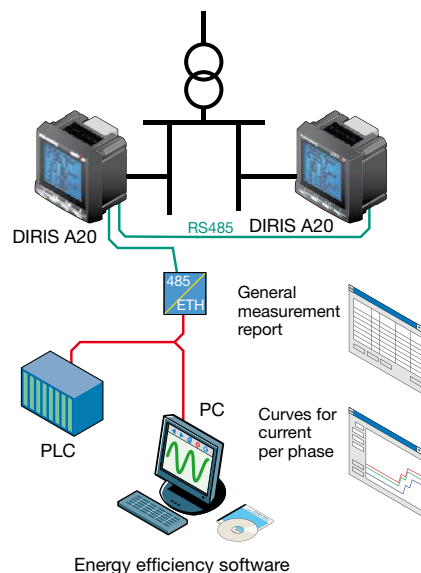 DIRIS A20
RS485
DIRIS A20
485
ETH
General
measurement
report
PLC
PC
Curves for
current
per phase
Energy efficiency software